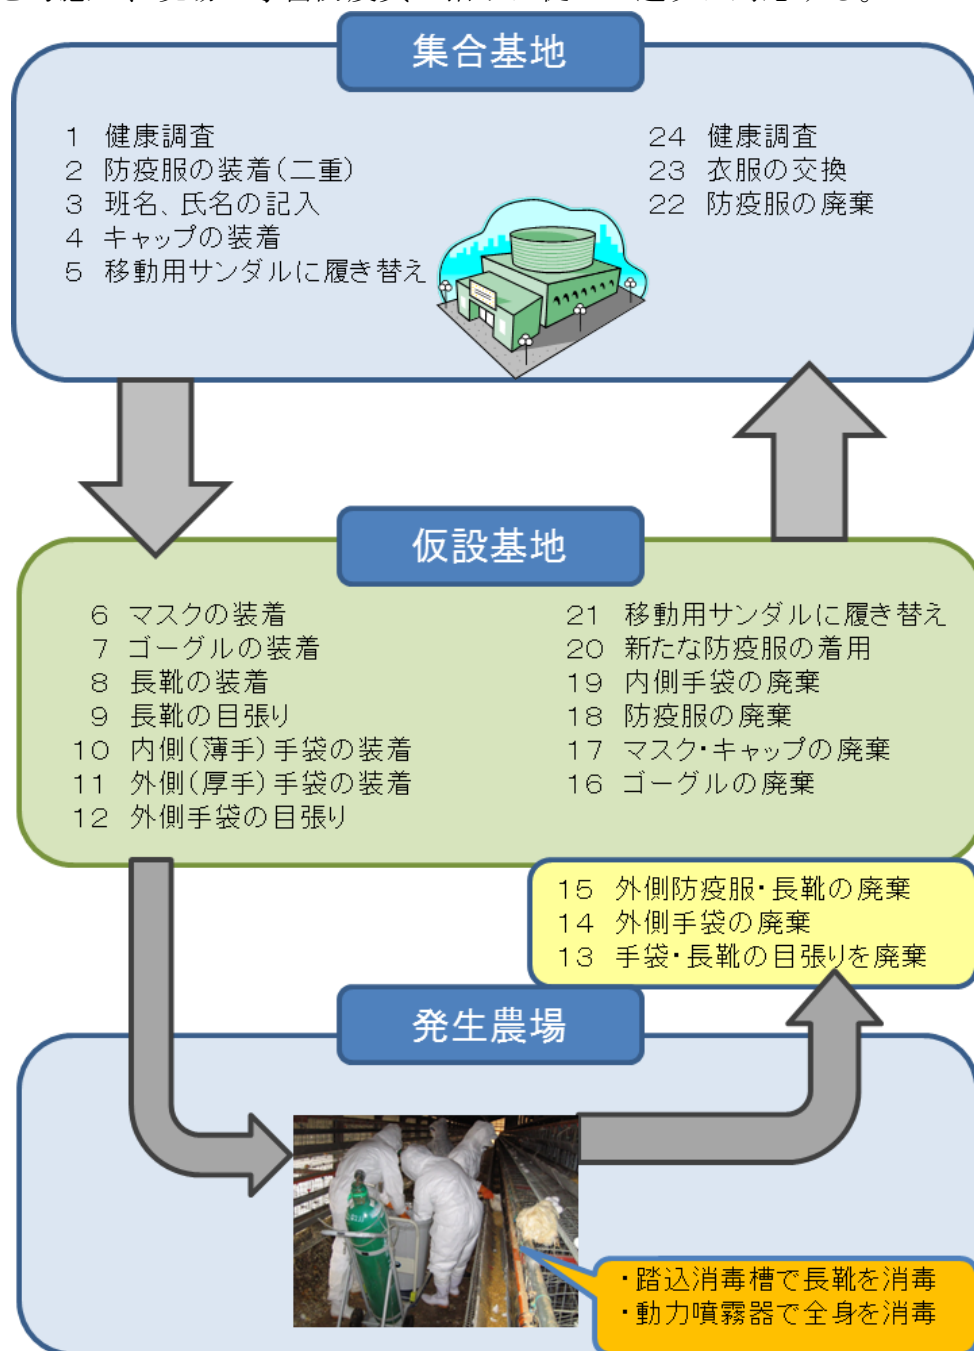 集合基地
1 健康調査
2 防疫服の装着(二重)
3 班名、氏名の記入
4 キャップの装着
5 移動用サンダルに履き替え
24 健康調査
23 衣服の交換
22 防疫服の廃棄
仮設基地
6 マスクの装着
7 ゴーグルの装着
8 長靴の装着
9 長靴の目張り
10 内側(薄手)手袋の装着
11 外側(厚手)手袋の装着
12 外側手袋の目張り
21 移動用サンダルに履き替え
20 新たな防疫服の着用
19 内側手袋の廃棄
18 防疫服の廃棄
17 マスク・キャップの廃棄
16 ゴーグルの廃棄
15 外側防疫服・長靴の廃棄
14 外側手袋の廃棄
13 手袋・長靴の目張りを廃棄
発生農場
・踏込消毒槽で長靴を消毒
・動力噴霧器で全身を消毒